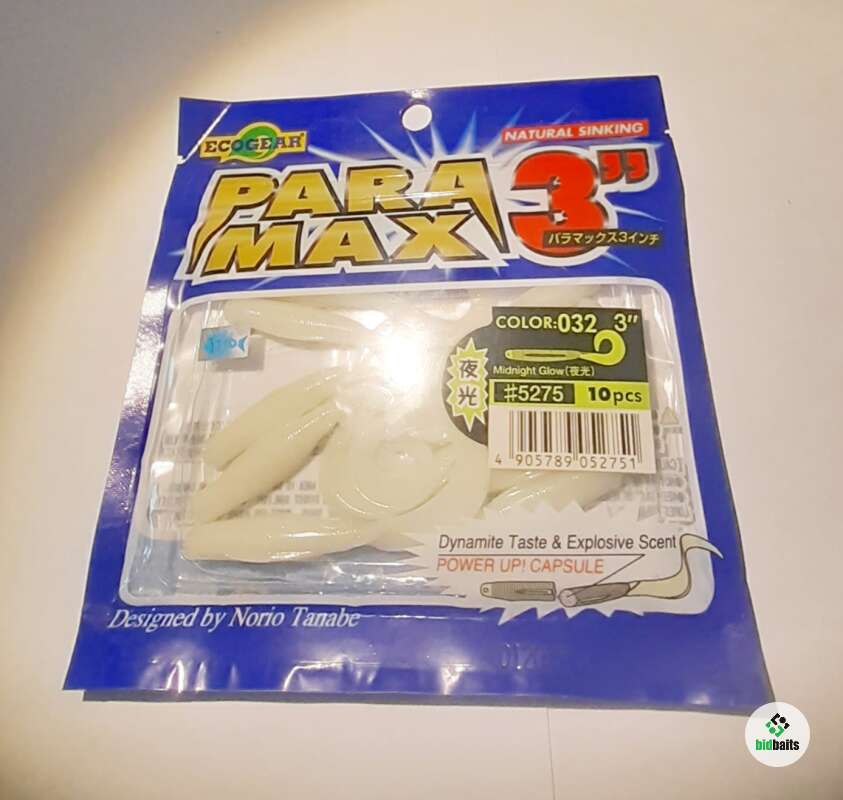 ECOGEAR
NATURAL SINKING
PARA
MAX
3"
パラマックス3インチ
COLOR:032 3"
夜光
Midnight Glow(夜光)
#5275 10pcs
4 905789 052751
Dynamite Taste & Explosive Scent
POWER UP! CAPSULE
Designed by Norio Tanabe
bidbaits